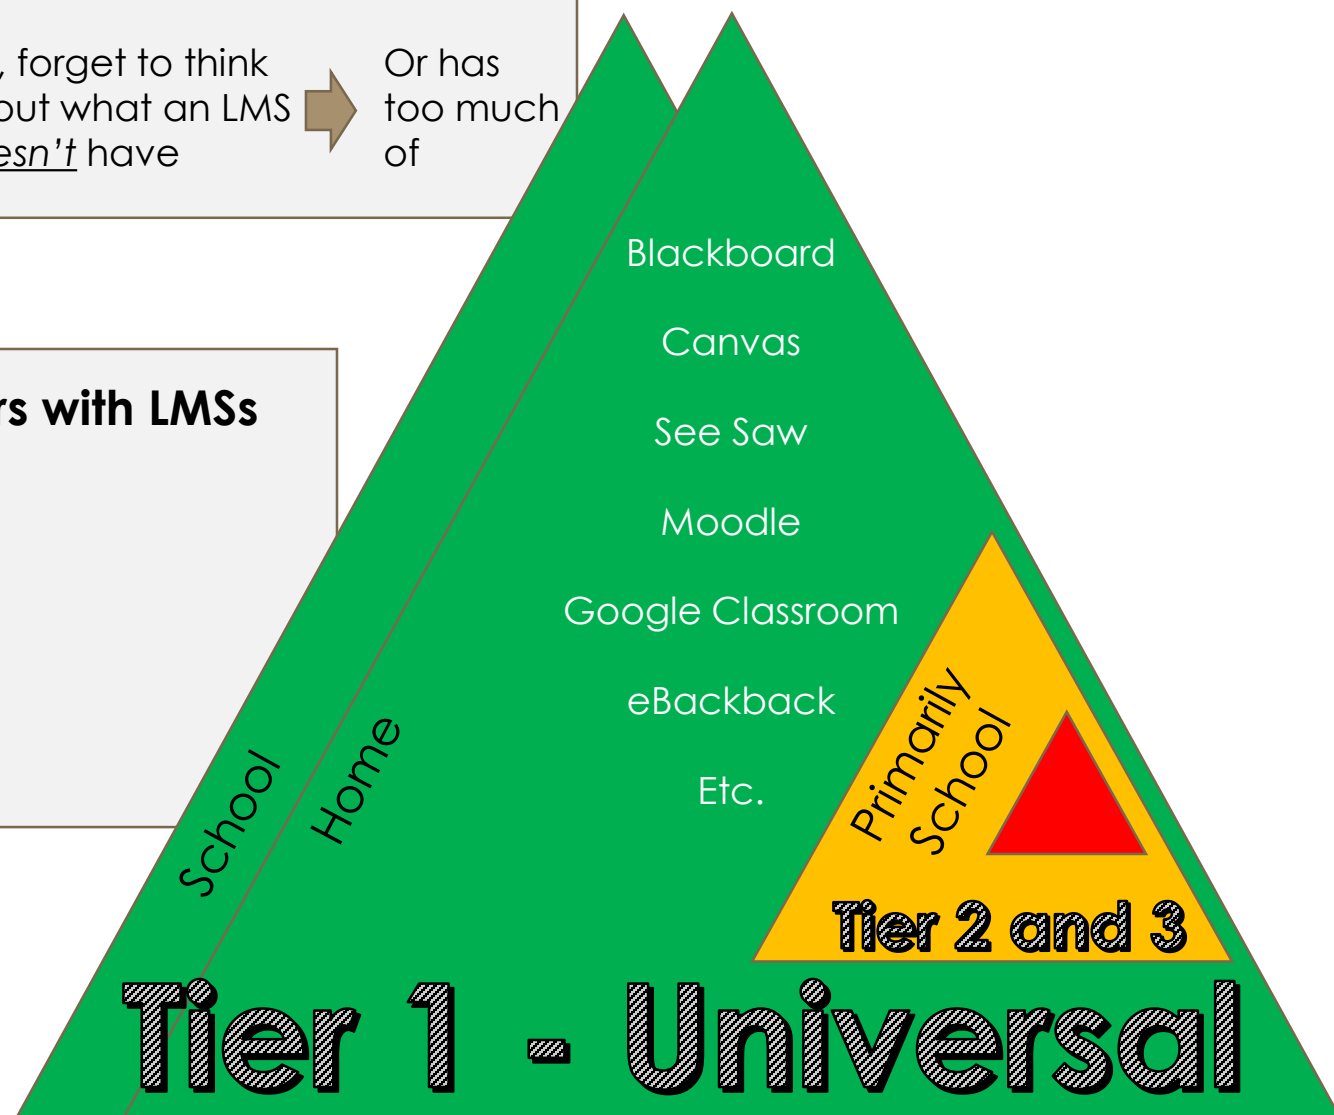 , forget to think
out what an LMS
esn't have
Or has
too much
of
rs with LMSs
Blackboard
Canvas
See Saw
Moodle
Google Classroom
eBackback
Etc.
School
Home
Primarily
School
Tier 2 and 3
Tier 1 - Universal